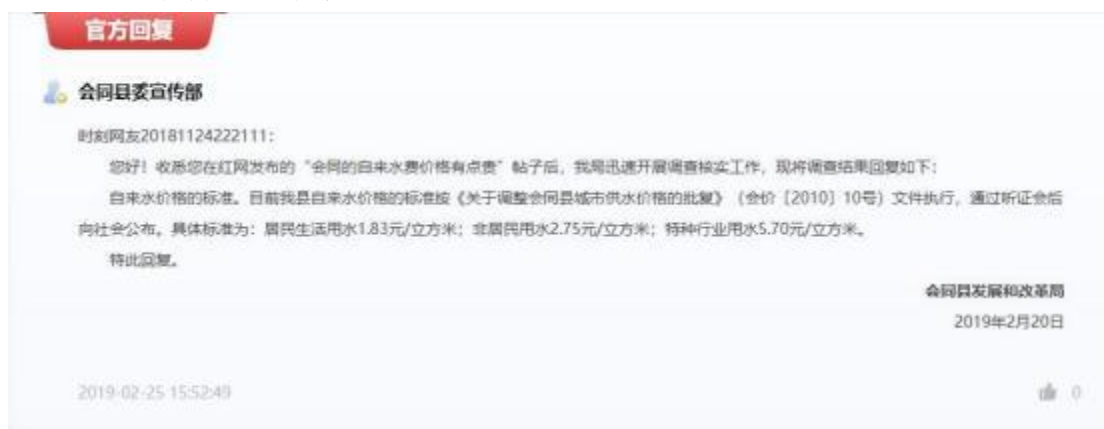 官方回复
会同县委宣传部
时刻网友20181124222111：
您好！收悉您在红网发布的“会同的自来水费价格有点贵”帖子后，我局迅速开展调查核实工作，现将调查结果回复如下：
自来水价格的标准。目前我县自来水价格的标准按《关于调整会同县城市供水价格的批复》（会价［2010］10号）文件执行，通过听证会后
向社会公布。具体标准为：居民生活用水1.83元/立方米；非居民用水2.75元/立方米；特种行业用水5.70元/立方米。
特此回复。
会同县发展和改革局
2019年2月20日
2019-02-25 15:52:49
0